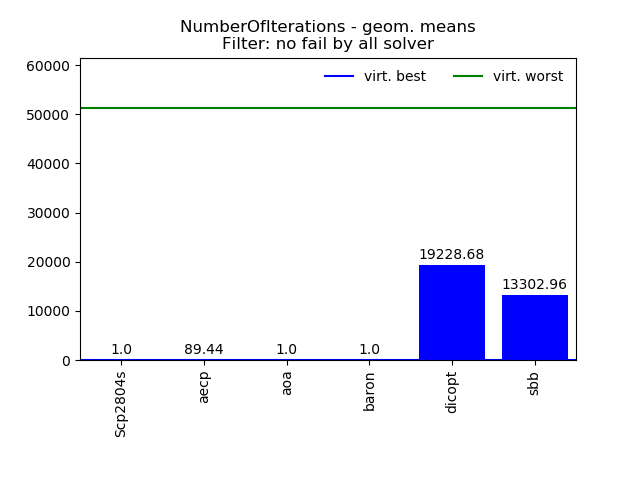 NumberOfIterations - geom. means
Filter: no fail by all solver
60000
50000
40000
30000
20000
10000
0
virt. best
virt. worst
1.0
89.44
1.0
1.0
19228.68
13302.96
Scp2804s
aecp
aoa
baron
dicopt
sbb